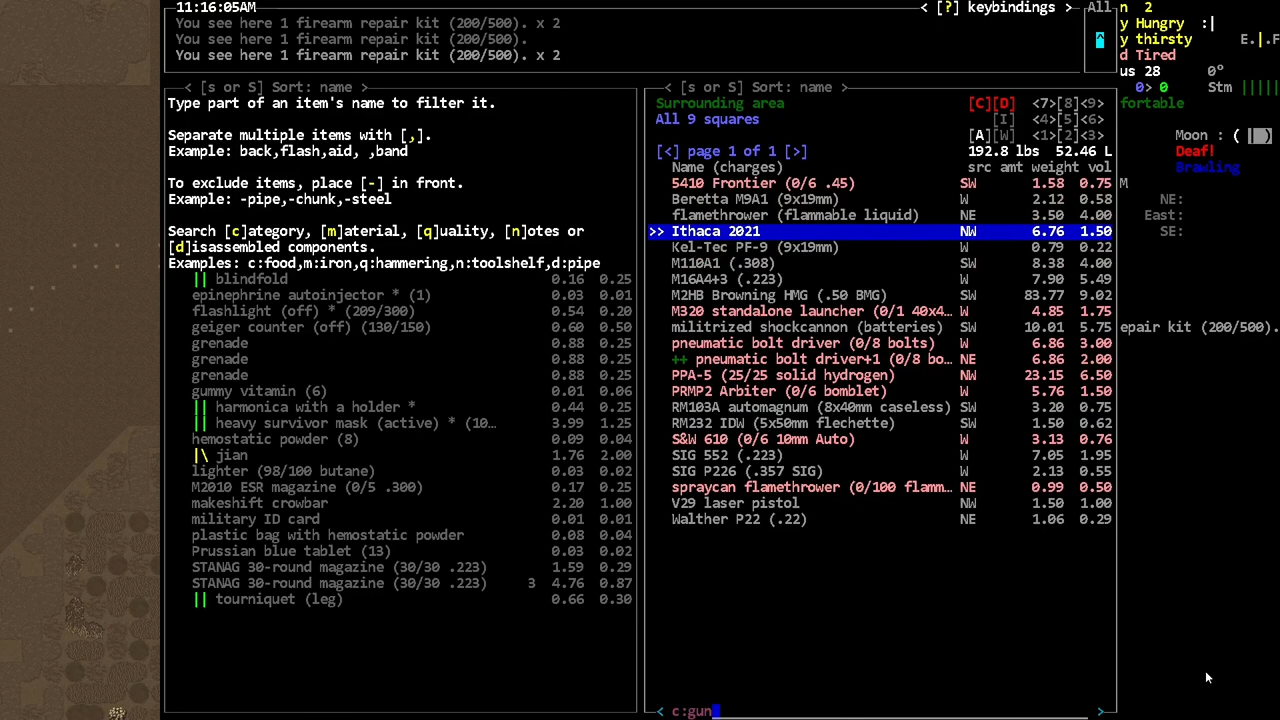 11:16:05AM
< [?] keybindings > All n 2
You see here 1 firearm repair kit (200/500). x 2 y Hungry :|
You see here 1 firearm repair kit (200/500). ^ y thirsty E.|.F
You see here 1 firearm repair kit (200/500). x 2 d Tired
us 28 0°
< [s or S] Sort: name > < [s or S] Sort: name > 0> 0 Stm |||||
Type part of an item's name to filter it. Surrounding area [C][D] <7>[8]<9> fortable
All 9 squares [I] <4>[5]<6>
Separate multiple items with [,]. [A][W] <1>[2]<3> Moon : ( | )
Example: back,flash,aid, ,band [<] page 1 of 1 [>] 192.8 lbs 52.46 L Deaf!
Name (charges) src amt weight vol Brawling
To exclude items, place [-] in front. 5410 Frontier (0/6 .45) SW 1.58 0.75 M
Example: -pipe,-chunk,-steel Beretta M9A1 (9x19mm) W 2.12 0.58 NE:
flamethrower (flammable liquid) NE 3.50 4.00 East:
Search [c]ategory, [m]aterial, [q]uality, [n]otes or >> Ithaca 2021 NW 6.76 1.50 SE:
[d]isassembled components. Kel-Tec PF-9 (9x19mm) W 0.79 0.22
Examples: c:food,m:iron,q:hammering,n:toolshelf,d:pipe M110A1 (.308) SW 8.38 4.00
|| blindfold 0.16 0.25 M16A4+3 (.223) W 7.90 5.49
epinephrine autoinjector * (1) 0.03 0.01 M2HB Browning HMG (.50 BMG) SW 83.77 9.02
flashlight (off) * (209/300) 0.54 0.20 M320 standalone launcher (0/1 40x4… W 4.85 1.75
geiger counter (off) (130/150) 0.60 0.50 militrized shockcannon (batteries) SW 10.01 5.75 epair kit (200/500).
grenade 0.88 0.25 pneumatic bolt driver (0/8 bolts) W 6.86 3.00
grenade 0.88 0.25 ++ pneumatic bolt driver+1 (0/8 bo… NE 6.86 2.00
grenade 0.88 0.25 PPA-5 (25/25 solid hydrogen) NW 23.15 6.50
gummy vitamin (6) 0.01 0.06 PRMP2 Arbiter (0/6 bomblet) W 5.76 1.50
|| harmonica with a holder * 0.44 0.25 RM103A automagnum (8x40mm caseless) SW 3.20 0.75
|| heavy survivor mask (active) * (10… 3.99 1.25 RM232 IDW (5x50mm flechette) SW 1.50 0.62
hemostatic powder (8) 0.09 0.04 S&W 610 (0/6 10mm Auto) W 3.13 0.76
|\ jian 1.76 2.00 SIG 552 (.223) W 7.05 1.95
lighter (98/100 butane) 0.03 0.02 SIG P226 (.357 SIG) W 2.13 0.55
M2010 ESR magazine (0/5 .300) 0.17 0.25 spraycan flamethrower (0/100 flamm… NE 0.99 0.50
makeshift crowbar 2.20 1.00 V29 laser pistol NW 1.50 1.00
military ID card 0.01 0.01 Walther P22 (.22) NE 1.06 0.29
plastic bag with hemostatic powder 0.08 0.04
Prussian blue tablet (13) 0.03 0.02
STANAG 30-round magazine (30/30 .223) 1.59 0.29
STANAG 30-round magazine (30/30 .223) 3 4.76 0.87
|| tourniquet (leg) 0.66 0.30
< c:gun >